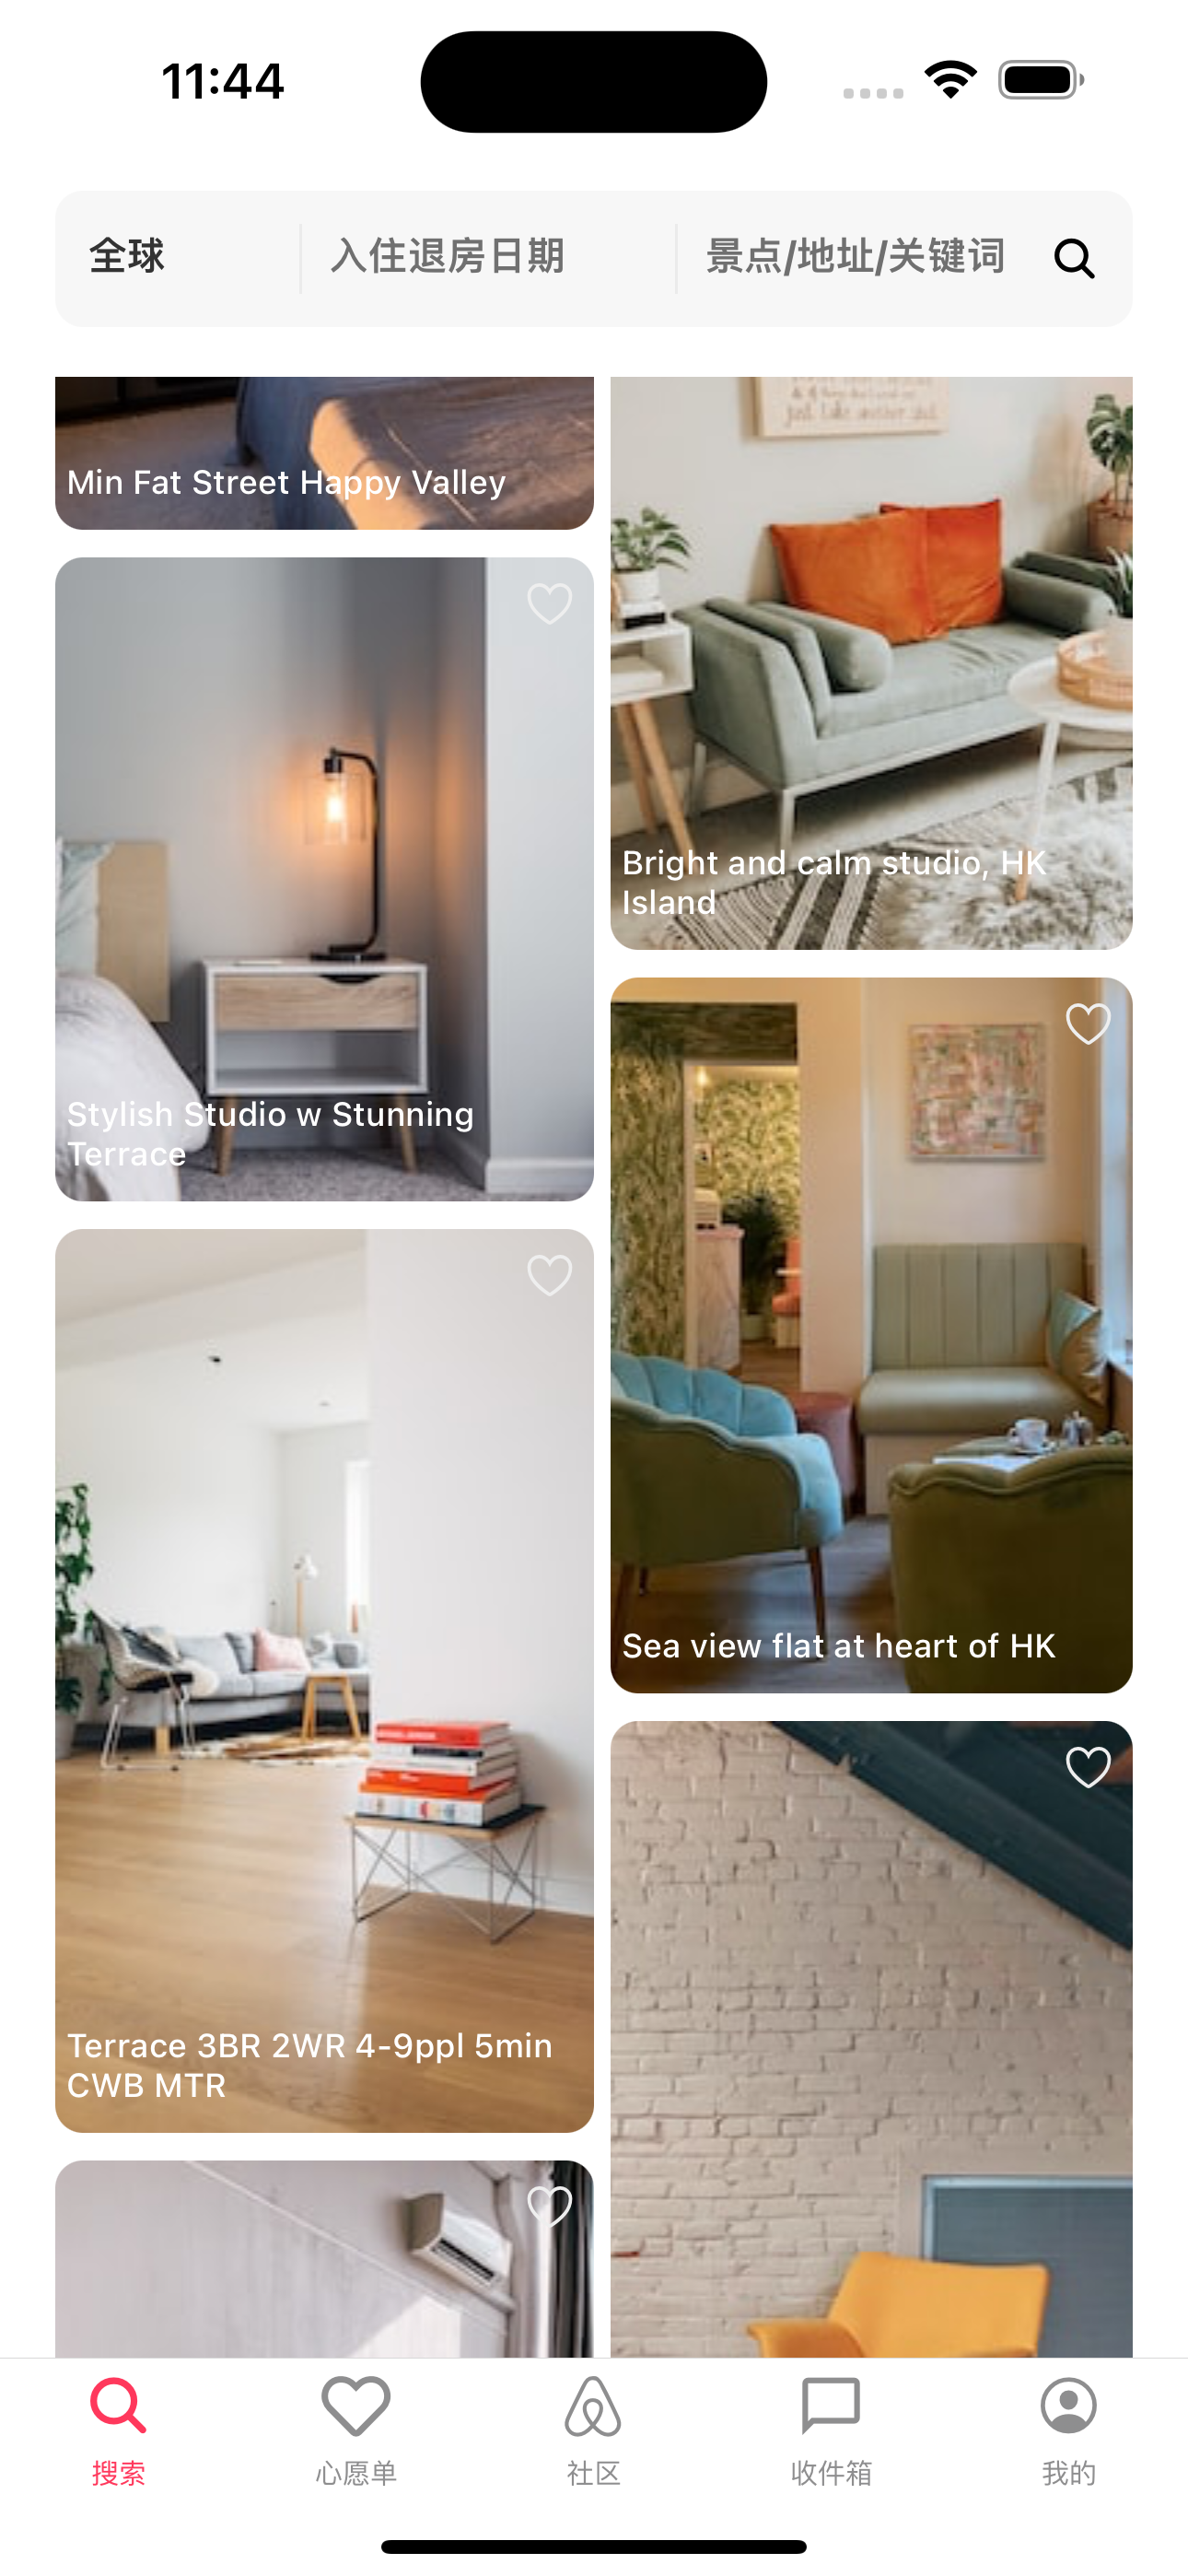 11:44
全球
入住退房日期
景点/地址/关键词
Min Fat Street Happy Valley
just like another
Bright and calm studio, HK
Island
Stylish Studio w Stunning
Terrace
Sea view flat at heart of HK
Terrace 3BR 2WR 4-9ppl 5min
CWB MTR
搜索
心愿单
社区
收件箱
我的